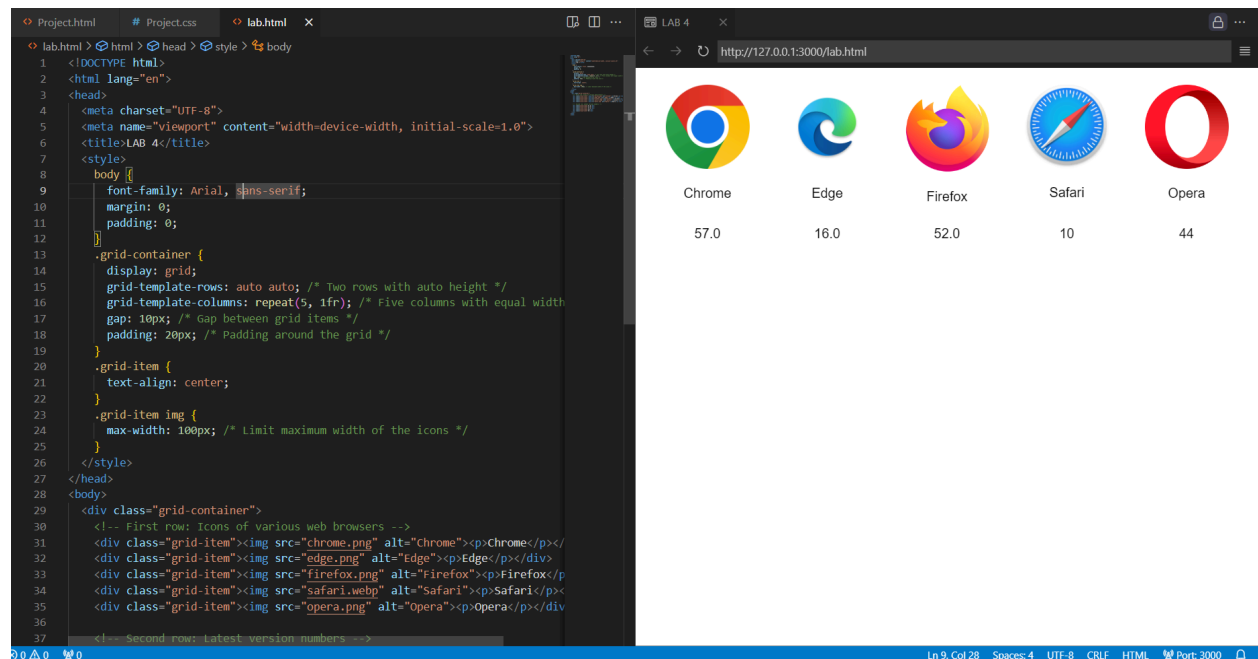 Project.html # Project.css lab.html
lab.html > html > head > style > body
1 <!DOCTYPE html>
2 <html lang="en">
3 <head>
4 <meta charset="UTF-8">
5 <meta name="viewport" content="width=device-width, initial-scale=1.0">
6 <title>LAB 4</title>
7 <style>
8 body {
9 font-family: Arial, sans-serif;
10 margin: 0;
11 padding: 0;
12 }
13 .grid-container {
14 display: grid;
15 grid-template-rows: auto auto; /* Two rows with auto height */
16 grid-template-columns: repeat(5, 1fr); /* Five columns with equal width
17 gap: 10px; /* Gap between grid items */
18 padding: 20px; /* Padding around the grid */
19 }
20 .grid-item {
21 text-align: center;
22 }
23 .grid-item img {
24 max-width: 100px; /* Limit maximum width of the icons */
25 }
26 </style>
27 </head>
28 <body>
29 <div class="grid-container">
30 <!-- First row: Icons of various web browsers -->
31 <div class="grid-item"><img src="chrome.png" alt="Chrome"><p>Chrome</p></
32 <div class="grid-item"><img src="edge.png" alt="Edge"><p>Edge</p></div>
33 <div class="grid-item"><img src="firefox.png" alt="Firefox"><p>Firefox</p
34 <div class="grid-item"><img src="safari.webp" alt="Safari"><p>Safari</p><
35 <div class="grid-item"><img src="opera.png" alt="Opera"><p>Opera</p></div
36
37 <!-- Second row: Latest version numbers -->
LAB 4
http://127.0.0.1:3000/lab.html
Chrome Edge Firefox Safari Opera
57.0 16.0 52.0 10 44
0 0 0 Ln 9, Col 28 Spaces: 4 UTF-8 CRLF HTML Port: 3000